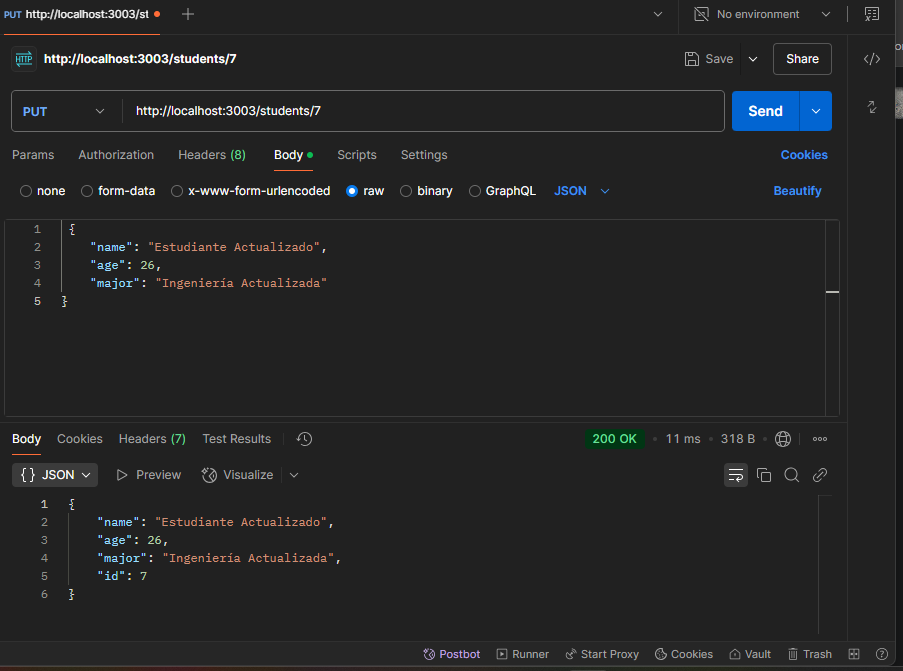 PUT http://localhost:3003/st
No environment
HTTP http://localhost:3003/students/7
Save
Share
PUT
http://localhost:3003/students/7
Send
Params Authorization Headers (8) Body Scripts Settings Cookies
none form-data x-www-form-urlencoded raw binary GraphQL JSON Beautify
1 {
2 "name": "Estudiante Actualizado",
3 "age": 26,
4 "major": "Ingeniería Actualizada"
5 }
Body Cookies Headers (7) Test Results 200 OK • 11 ms • 318 B •
{} JSON Preview Visualize
1 {
2 "name": "Estudiante Actualizado",
3 "age": 26,
4 "major": "Ingeniería Actualizada",
5 "id": 7
6 }
Postbot Runner Start Proxy Cookies Vault Trash